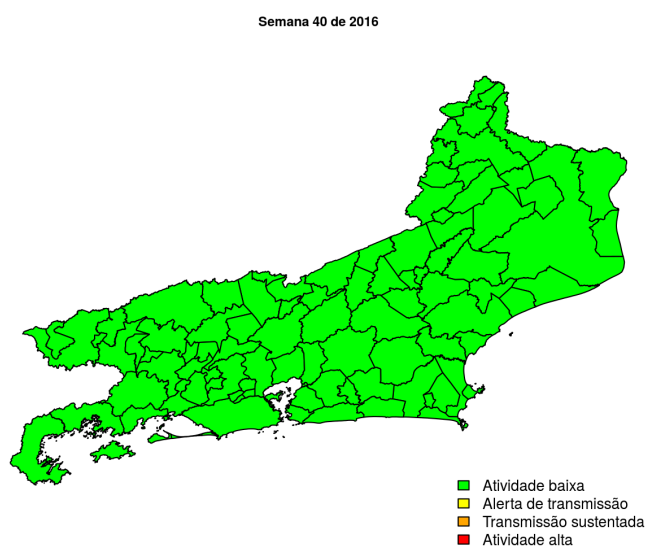 Semana 40 de 2016
Atividade baixa
Alerta de transmissão
Transmissão sustentada
Atividade alta